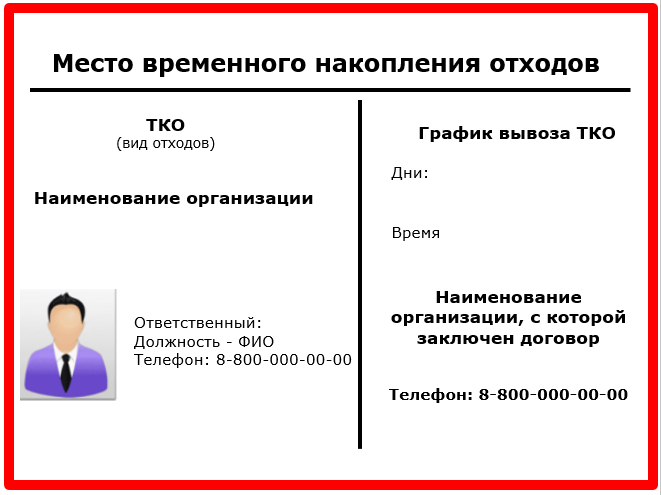 Место временного накопления отходов
ТКО
(вид отходов)
Наименование организации
Ответственный:
Должность - ФИО
Телефон: 8-800-000-00-00
График вывоза ТКО
Дни:
Время
Наименование
организации, с которой
заключен договор
Телефон: 8-800-000-00-00